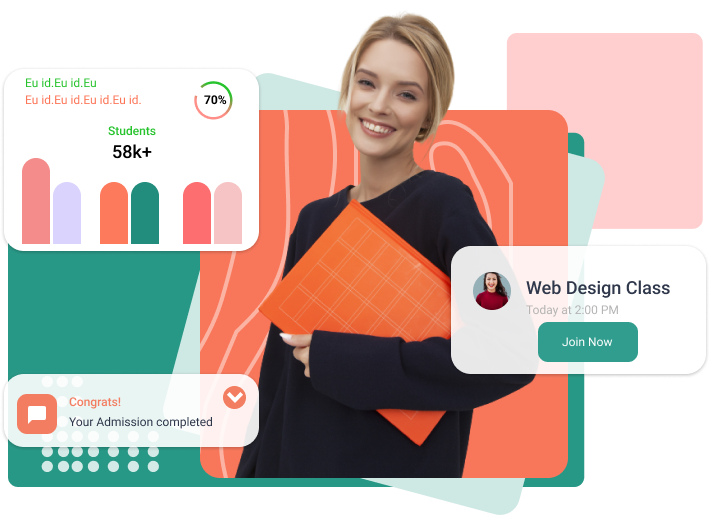 Eu id.Eu id.Eu
Eu id.Eu id.Eu id.Eu id.
70%
Students
58k+
Web Design Class
Today at 2:00 PM
Join Now
Congrats!
Your Admission completed